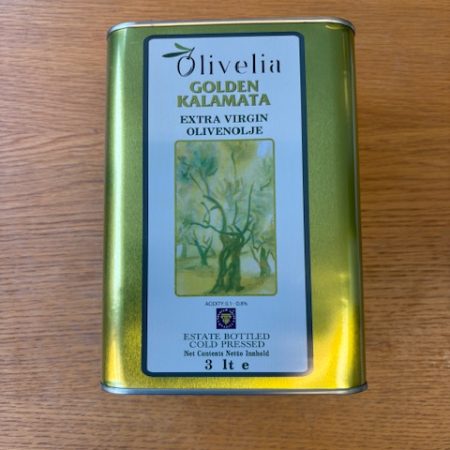 Olivelia
GOLDEN
KALAMATA
EXTRA VIRGIN
OLIVENOLJE
ACIDITY 0.1 - 0.8%
ESTATE BOTTLED
COLD PRESSED
Net Contents Netto Innhold
3 lt e